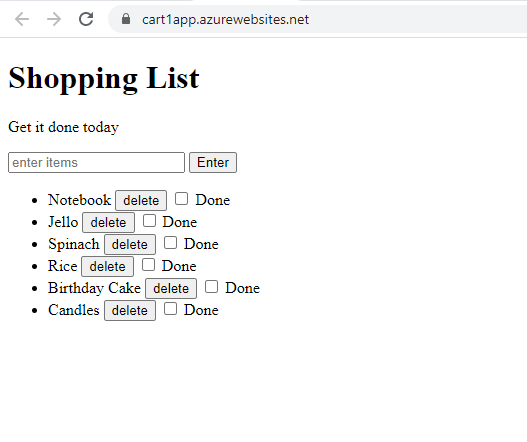 cart1app.azurewebsites.net
Shopping List
Get it done today
enter items Enter
Notebook delete Done
Jello delete Done
Spinach delete Done
Rice delete Done
Birthday Cake delete Done
Candles delete Done